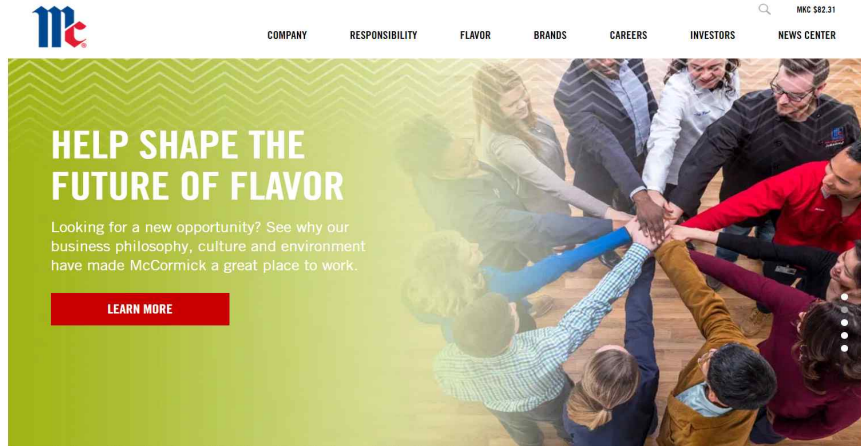 Mc
MKC $82.31
COMPANY RESPONSIBILITY FLAVOR BRANDS CAREERS INVESTORS NEWS CENTER
HELP SHAPE THE
FUTURE OF FLAVOR
Looking for a new opportunity? See why our
business philosophy, culture and environment
have made McCormick a great place to work.
LEARN MORE